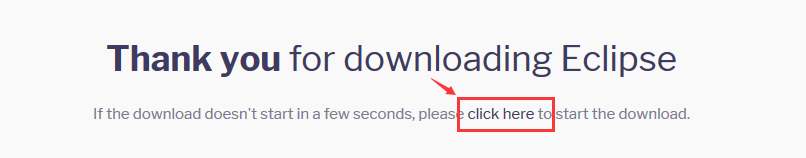 Thank you for downloading Eclipse
If the download doesn't start in a few seconds, please click here to start the download.